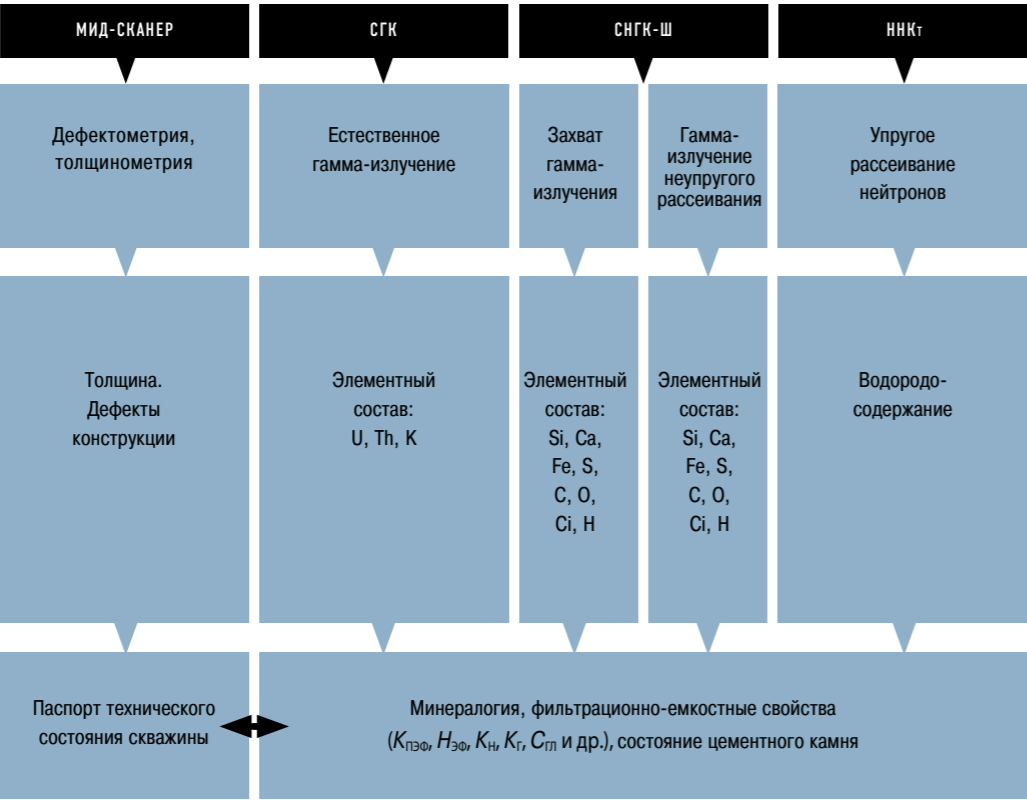 МИД-СКАНЕР
СГК
СНГК-Ш
ННКт
Дефектометрия,
толщинометрия
Естественное
гамма-излучение
Захват
гамма-
излучения
Гамма-
излучение
неупругого
рассеивания
Упругое
рассеивание
нейтронов
Толщина.
Дефекты
конструкции
Элементный
состав:
U, Th, K
Элементный
состав:
Si, Ca,
Fe, S,
C, O,
Ci, H
Элементный
состав:
Si, Ca,
Fe, S,
C, O,
Ci, H
Водородо-
содержание
Паспорт технического
состояния скважины
Минералогия, фильтрационно-емкостные свойства
(KПЭФ, HЭФ, KН, KГ, CГЛ и др.), состояние цементного камня